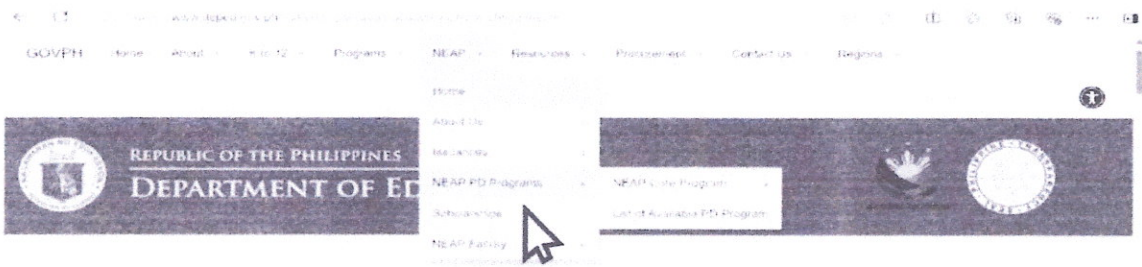 GOVPH Home About K to 12 Programs NEAP Resources Procurement Contact Us Regions
Home
About Us
Issuances
REPUBLIC OF THE PHILIPPINES
DEPARTMENT OF ED
NEAP PD Programs NEAP Core Program
Scholarships List of Available PD Program
NEAP Faculty